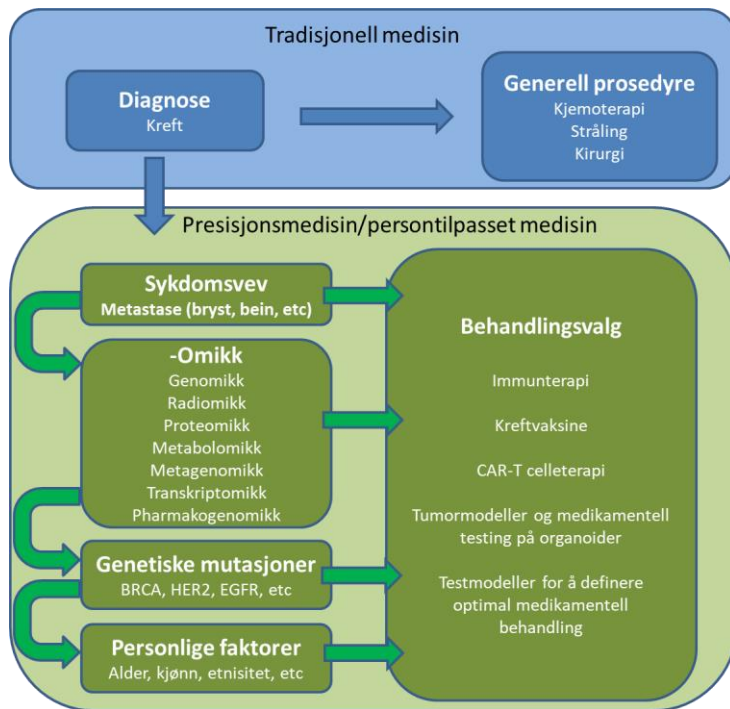 Tradisjonell medisin
Diagnose
Kreft
Generell prosedyre
Kjemoterapi
Stråling
Kirurgi
Presisjonsmedisin/persontilpasset medisin
Sykdomsvev
Metastase (bryst, bein, etc)
-Omikk
Genomikk
Radiomikk
Proteomikk
Metabolomikk
Metagenomikk
Transkriptomikk
Pharmakogenomikk
Genetiske mutasjoner
BRCA, HER2, EGFR, etc
Personlige faktorer
Alder, kjønn, etnisitet, etc
Behandlingsvalg
Immunterapi
Kreftvaksine
CAR-T celleterapi
Tumormodeller og medikamentell
testing på organoider
Testmodeller for å definere
optimal medikamentell
behandling